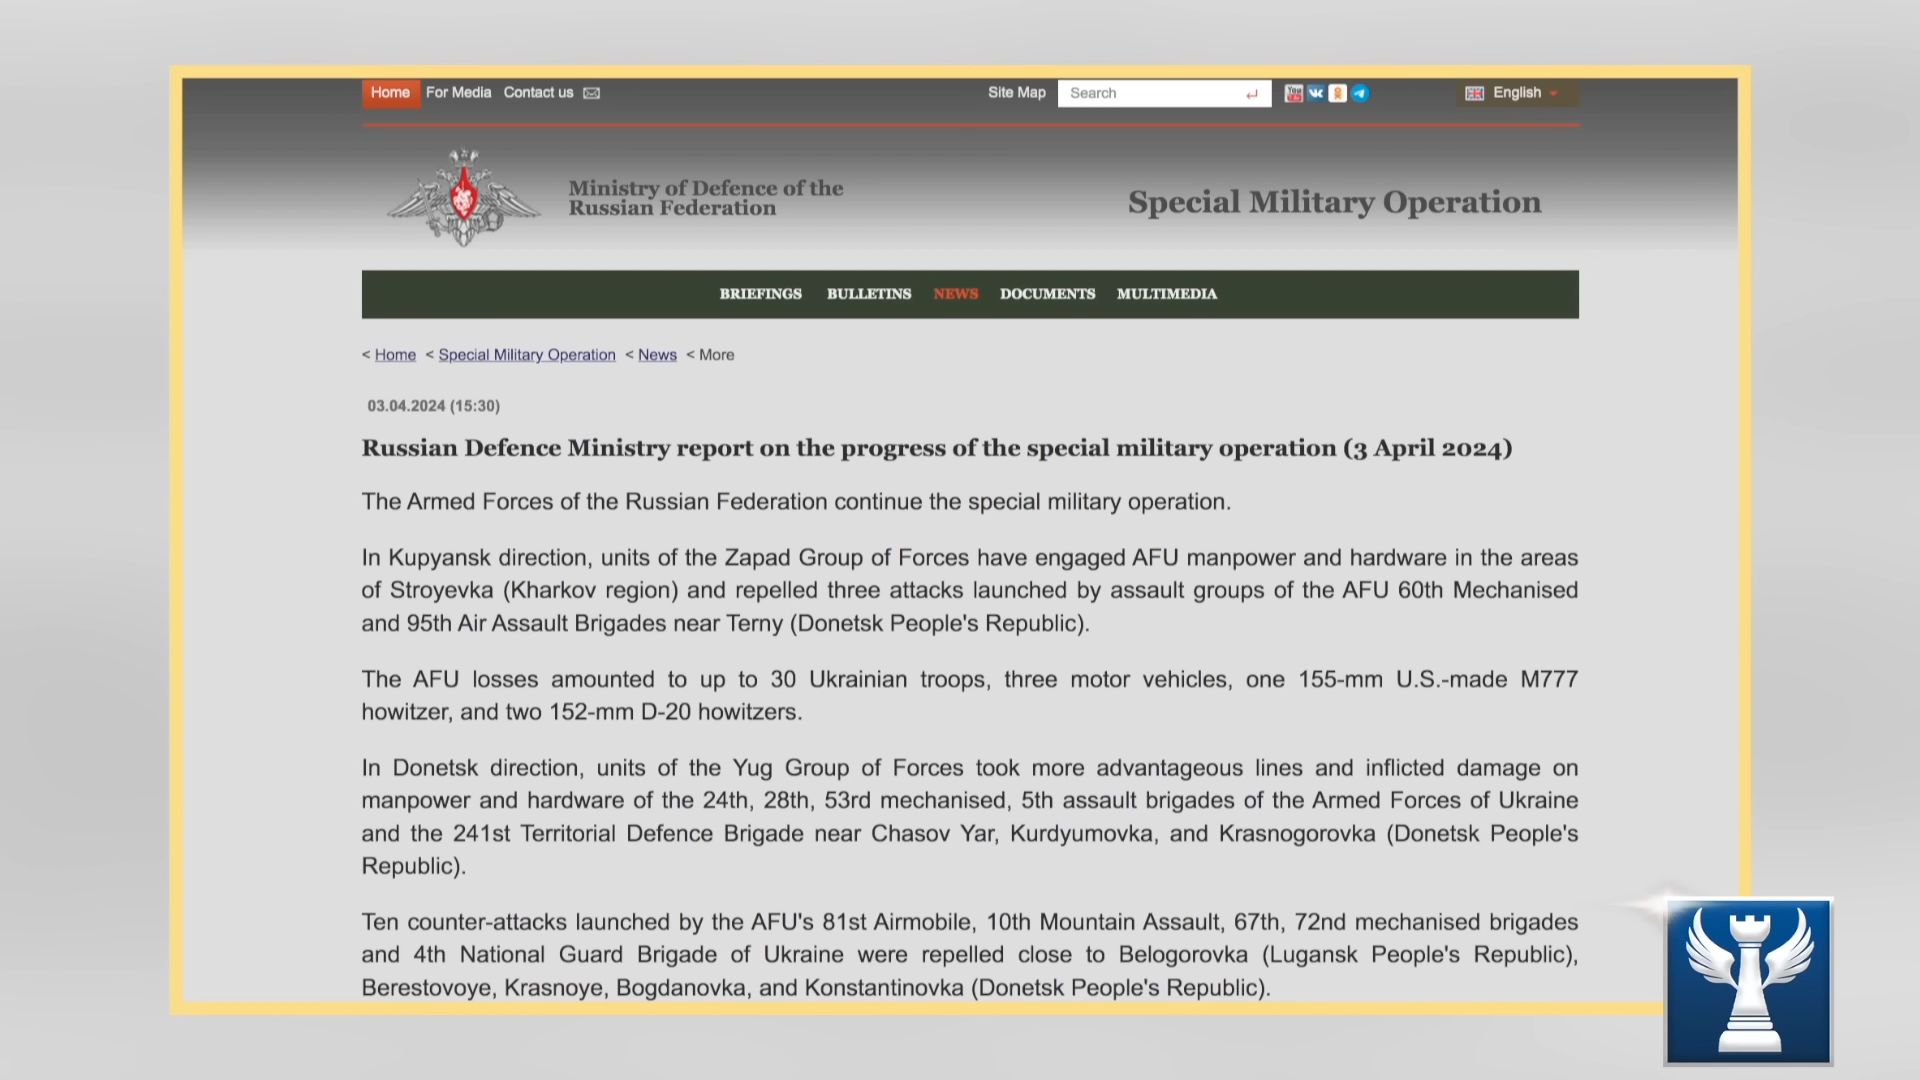 Home For Media Contact us Site Map Search English
Ministry of Defence of the
Russian Federation
Special Military Operation
BRIEFINGS BULLETINS NEWS DOCUMENTS MULTIMEDIA
< Home < Special Military Operation < News < More
03.04.2024 (15:30)
Russian Defence Ministry report on the progress of the special military operation (3 April 2024)
The Armed Forces of the Russian Federation continue the special military operation.
In Kupyansk direction, units of the Zapad Group of Forces have engaged AFU manpower and hardware in the areas
of Stroyevka (Kharkov region) and repelled three attacks launched by assault groups of the AFU 60th Mechanised
and 95th Air Assault Brigades near Terny (Donetsk People's Republic).
The AFU losses amounted to up to 30 Ukrainian troops, three motor vehicles, one 155-mm U.S.-made M777
howitzer, and two 152-mm D-20 howitzers.
In Donetsk direction, units of the Yug Group of Forces took more advantageous lines and inflicted damage on
manpower and hardware of the 24th, 28th, 53rd mechanised, 5th assault brigades of the Armed Forces of Ukraine
and the 241st Territorial Defence Brigade near Chasov Yar, Kurdyumovka, and Krasnogorovka (Donetsk People's
Republic).
Ten counter-attacks launched by the AFU's 81st Airmobile, 10th Mountain Assault, 67th, 72nd mechanised brigades
and 4th National Guard Brigade of Ukraine were repelled close to Belogorovka (Lugansk People's Republic),
Berestovoye, Krasnoye, Bogdanovka, and Konstantinovka (Donetsk People's Republic).